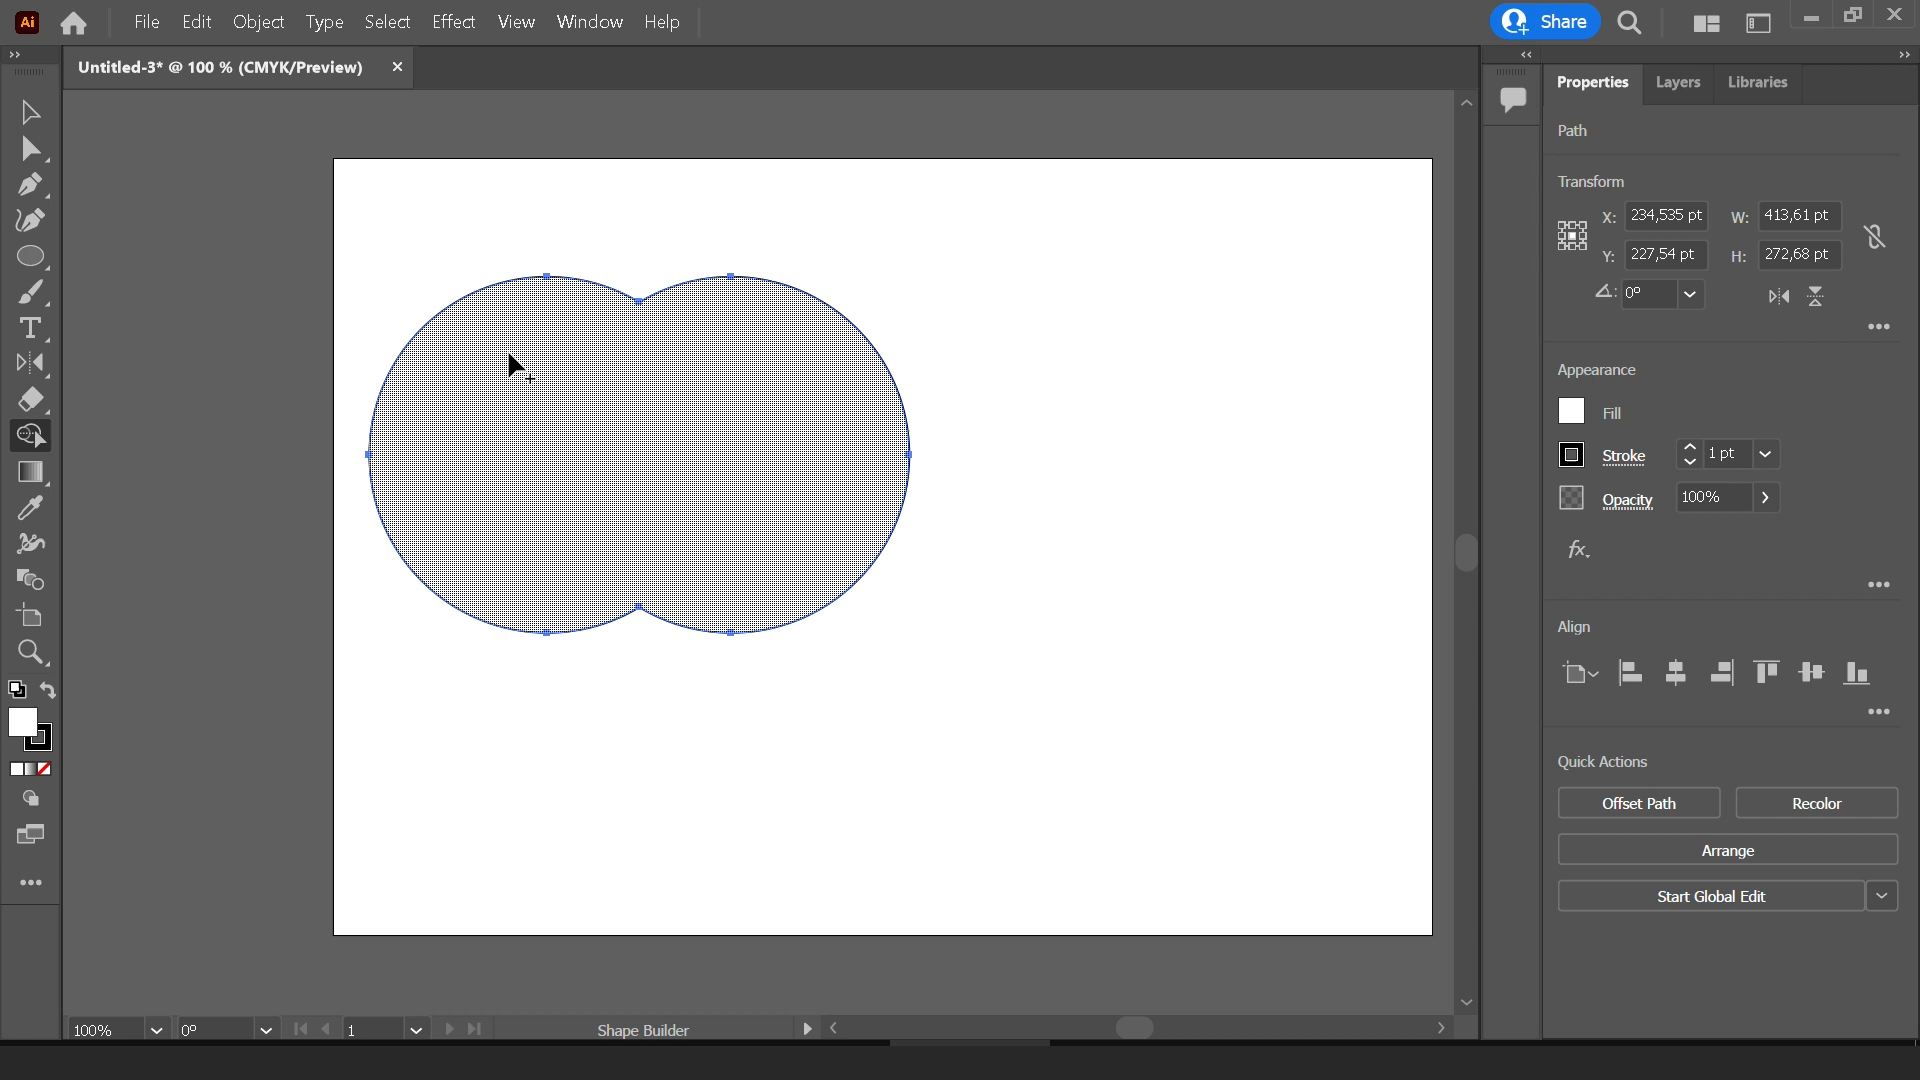 Ai File Edit Object Type Select Effect View Window Help Share
Untitled-3* @ 100 % (CMYK/Preview)
Properties Layers Libraries
Path
Transform
X: 234,535 pt W: 413,61 pt
Y: 227,54 pt H: 272,68 pt
0°
Appearance
Fill
Stroke 1 pt
Opacity 100%
fx.
Align
Quick Actions
Offset Path Recolor
Arrange
Start Global Edit
100% 0° 1 Shape Builder